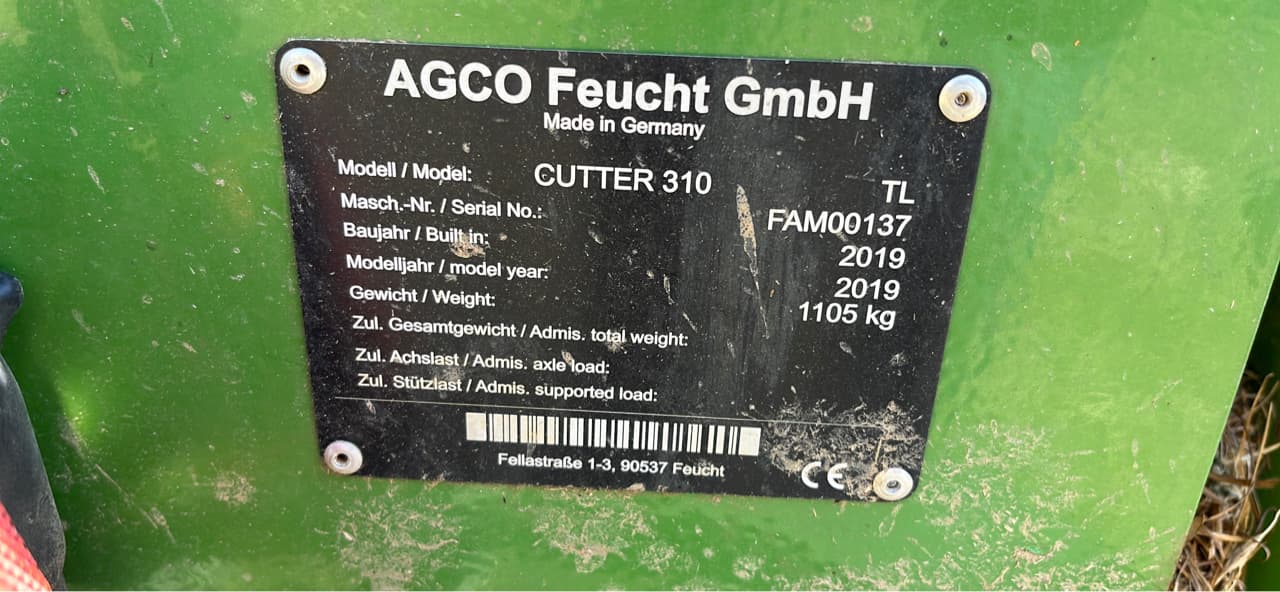 AGCO Feucht GmbH
Made in Germany
Modell / Model: CUTTER 310 TL
Masch.-Nr. / Serial No.: FAM00137
Baujahr / Built in: 2019
Modelljahr / model year: 2019
Gewicht / Weight: 1105 kg
Zul. Gesamtgewicht / Admis. total weight:
Zul. Achslast / Admis. axle load:
Zul. Stützlast / Admis. supported load:
Fellastraße 1-3, 90537 Feucht
CE